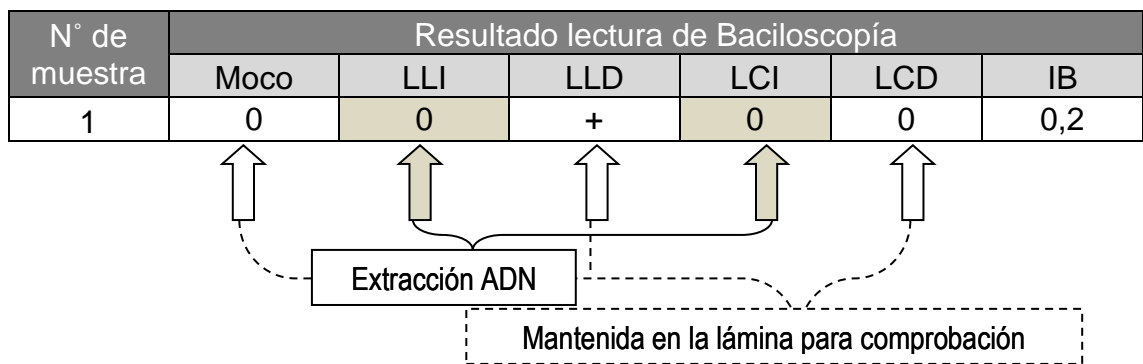 N° de muestra Resultado lectura de Baciloscopía
Moco LLI LLD LCI LCD IB
1 0 0 + 0 0 0,2
Extracción ADN
Mantenida en la lámina para comprobación